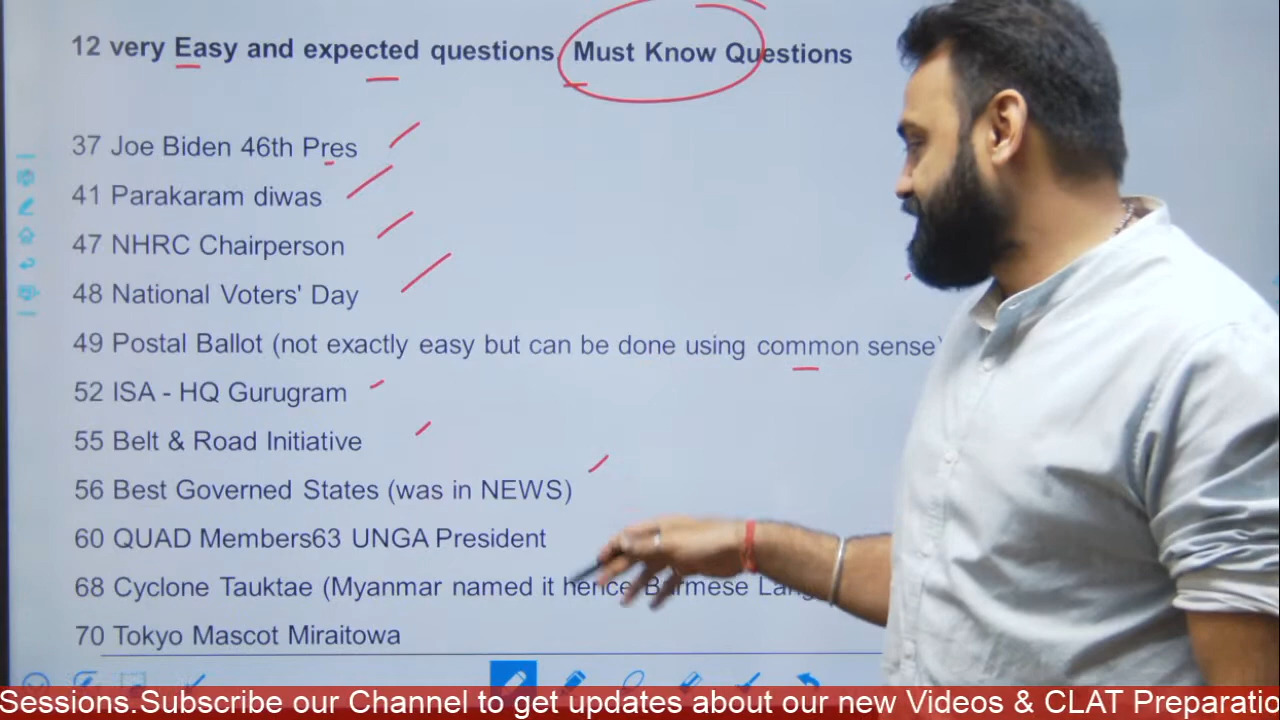 12 very Easy and expected questions, Must Know Questions
37 Joe Biden 46th Pres
41 Parakaram diwas
47 NHRC Chairperson
48 National Voters' Day
49 Postal Ballot (not exactly easy but can be done using common sense)
52 ISA - HQ Gurugram
55 Belt & Road Initiative
56 Best Governed States (was in NEWS)
60 QUAD Members63 UNGA President
68 Cyclone Tauktae (Myanmar named it hence Burmese
70 Tokyo Mascot Miraitowa
Sessions.Subscribe our Channel to get updates about our new Videos & CLAT Preparatio